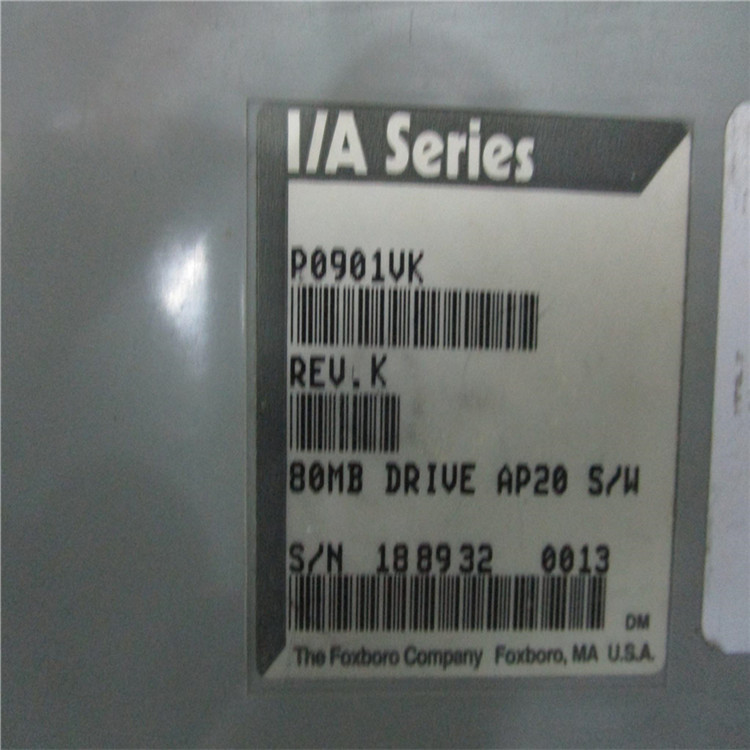 I/A Series
P0901VK
REV. K
80MB DRIVE AP20 S/W
S/N 188932 0013
DM
The Foxboro Company Foxboro, MA U.S.A.